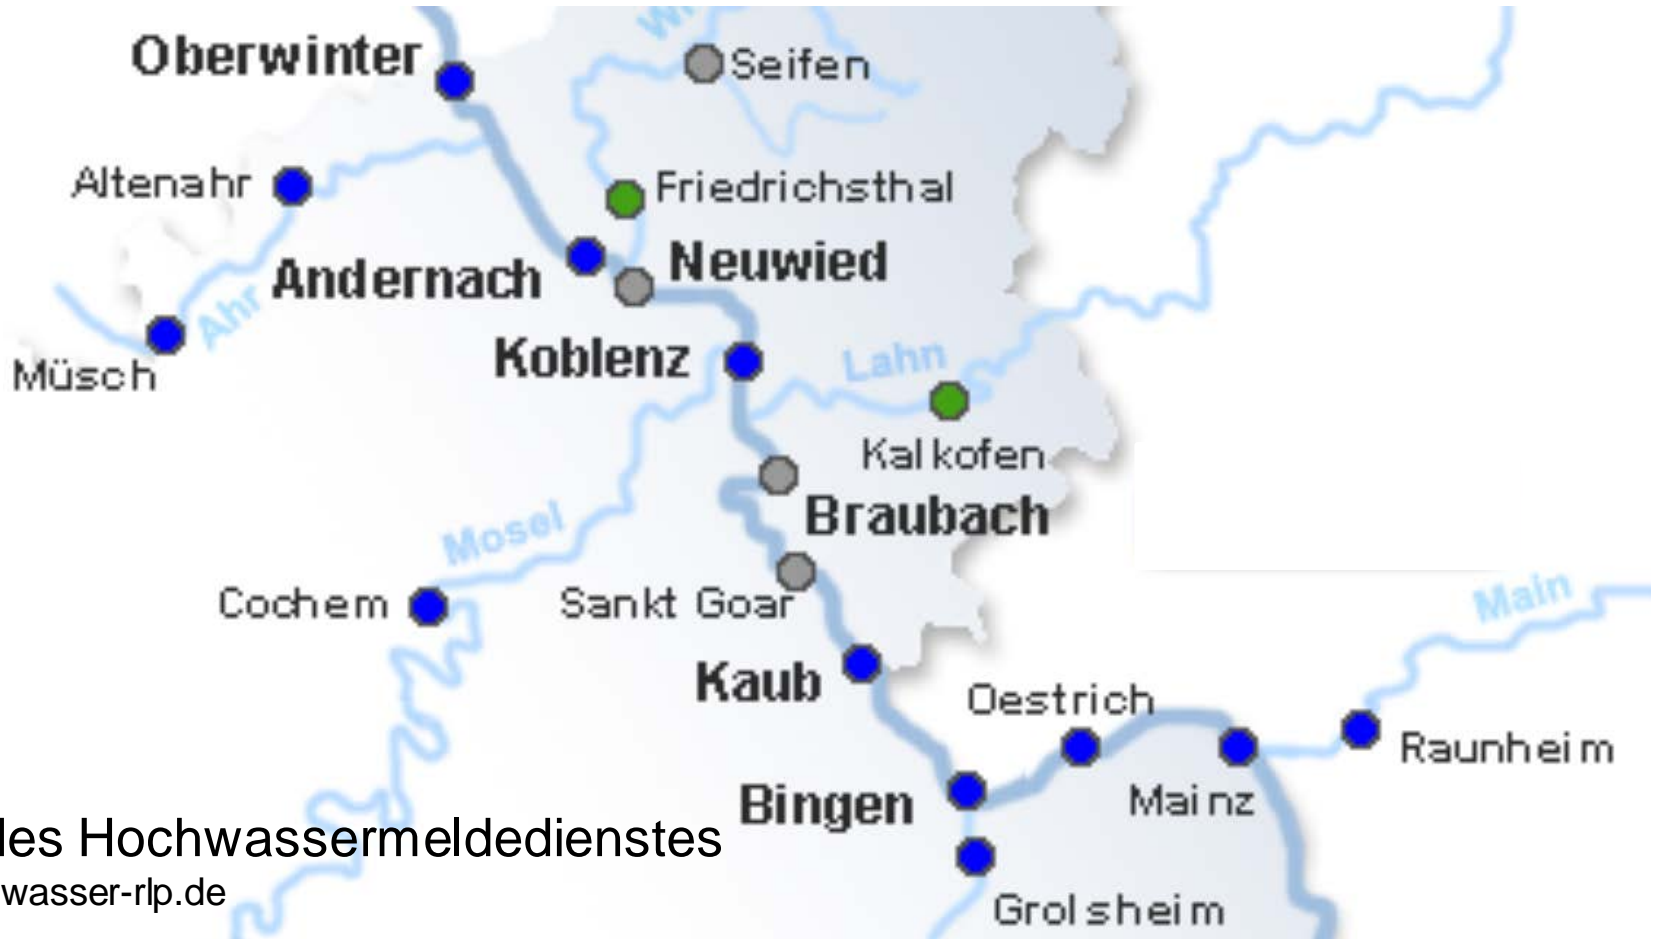 Oberwinter
Seifen
Altenahr
Friedrichsthal
Neuwied
Andernach
Ahr
Müsch
Koblenz
Lahn
Kalkofen
Braubach
Mosel
Cochem
Sankt Goar
Main
Kaub
Oestrich
Raunheim
Mainz
Bingen
Hochwassermeldedienstes
wasser-rlp.de
Grolsheim